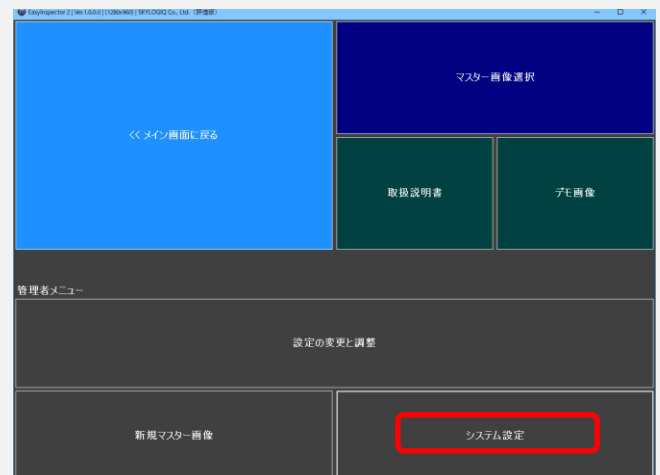 EasyInspector 2 | Ver.1.0.0.0 | (1280x960) | SKYLOGIQ Co., Ltd. (評価版)
マスター画像選択
<< メイン画面に戻る
取扱説明書
デモ画像
管理者メニュー
設定の変更と調整
新規マスター画像
システム設定